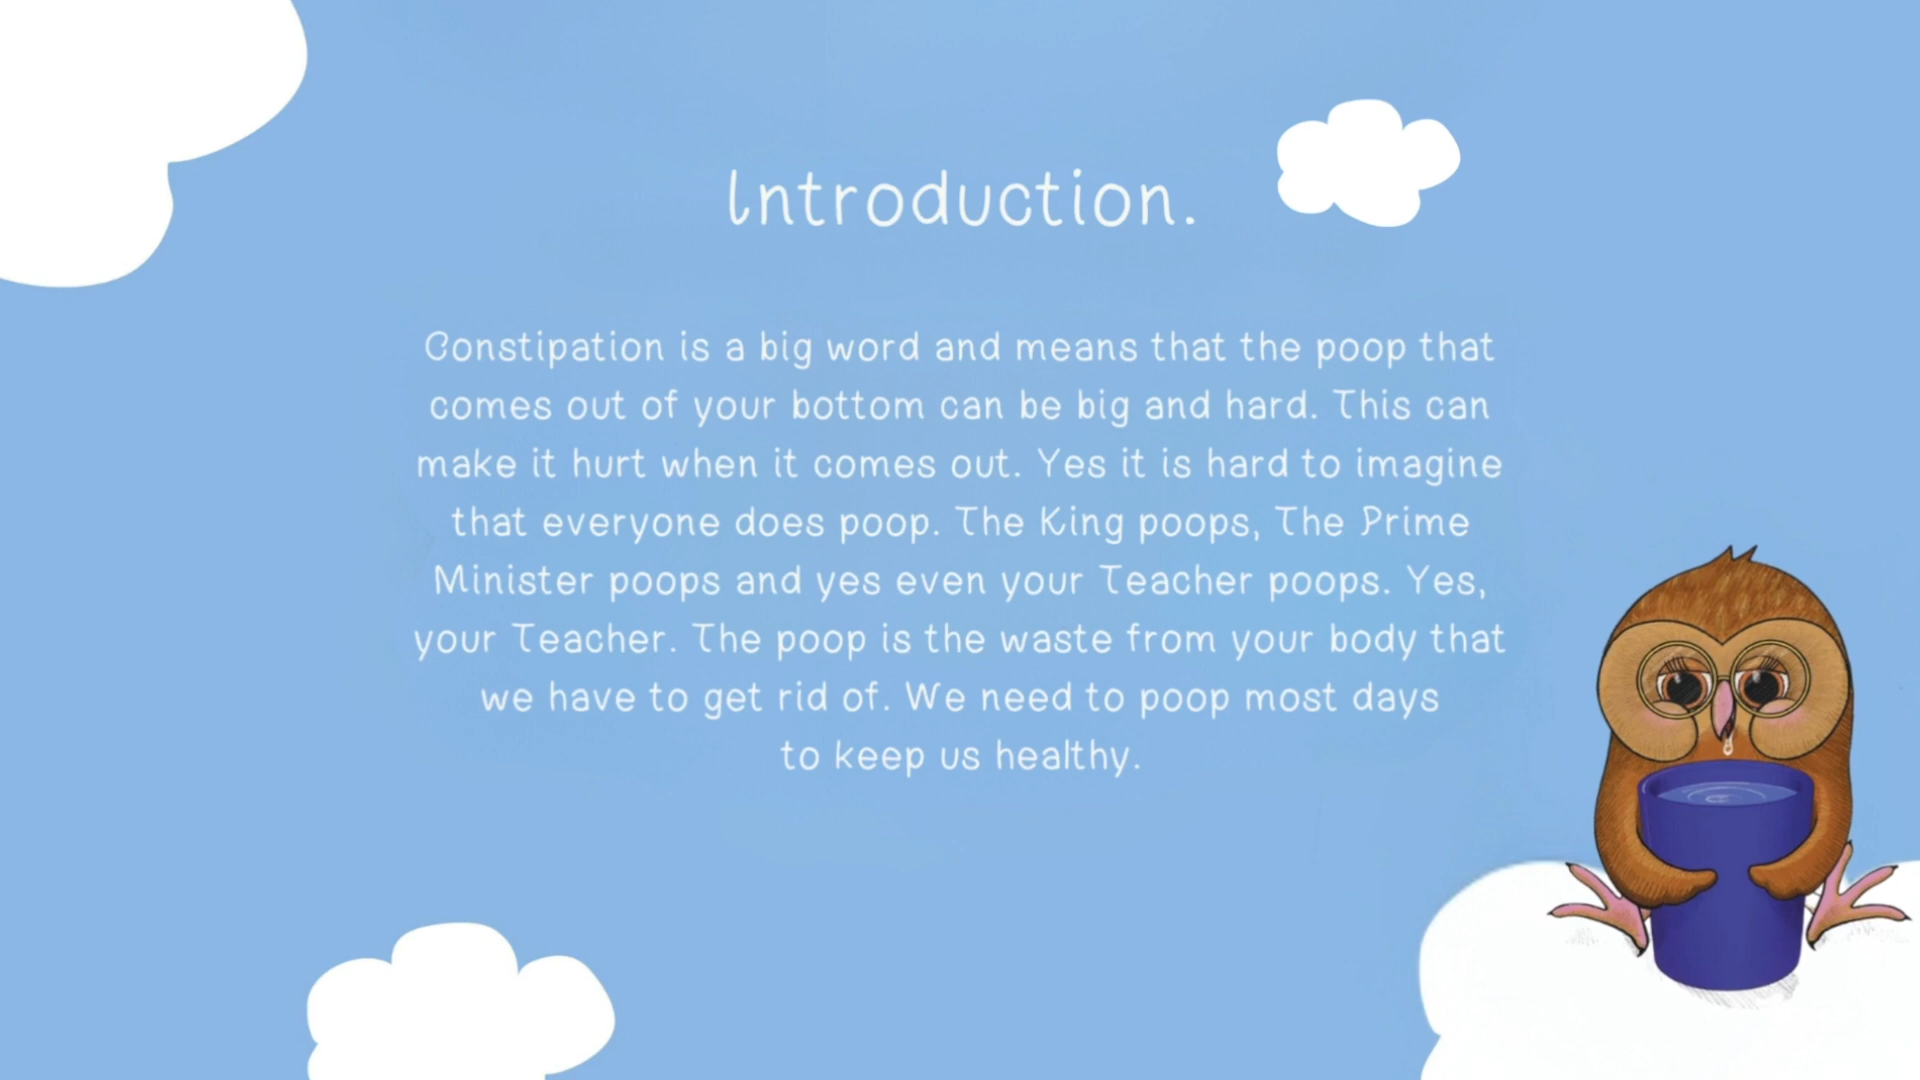 Introduction.
Constipation is a big word and means that the poop that
comes out of your bottom can be big and hard. This can
make it hurt when it comes out. Yes it is hard to imagine
that everyone does poop. The King poops, The Prime
Minister poops and yes even your Teacher poops. Yes,
your Teacher. The poop is the waste from your body that
we have to get rid of. We need to poop most days
to keep us healthy.